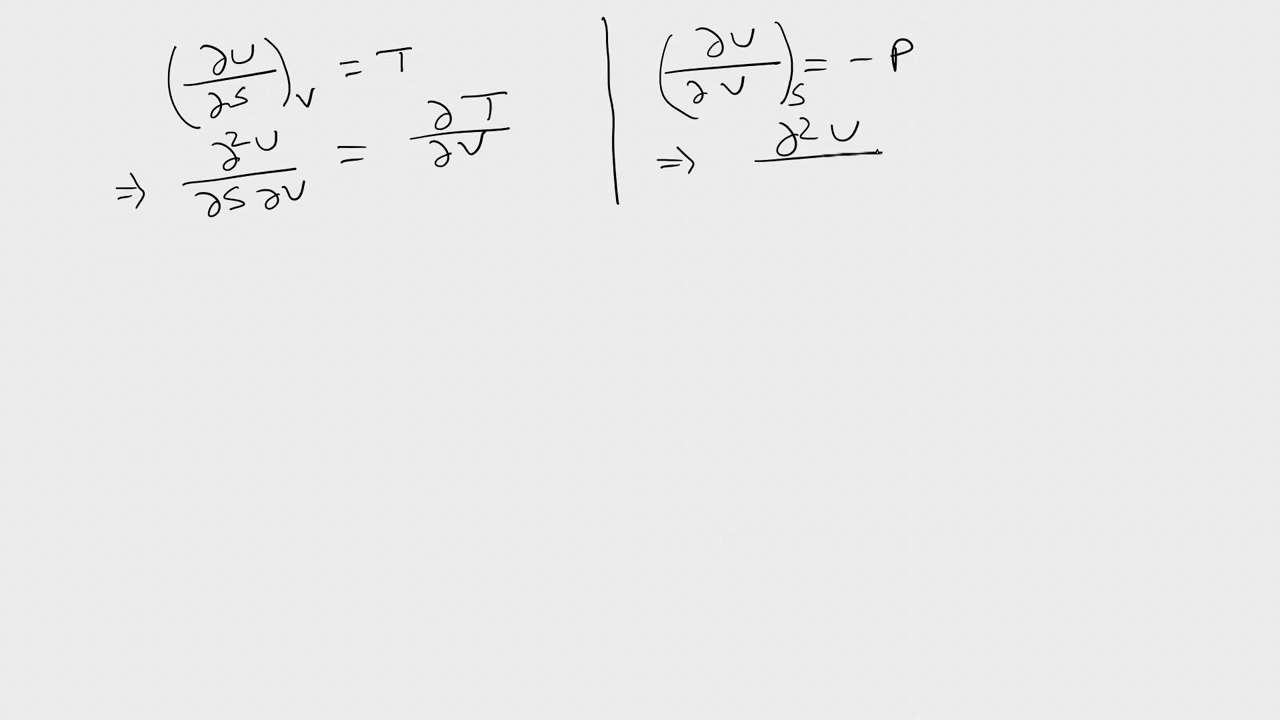 (∂U/∂S)_V = T
⇒ ∂²U/∂S∂V = ∂T/∂V
(∂U/∂V)_S = -P
⇒ ∂²U